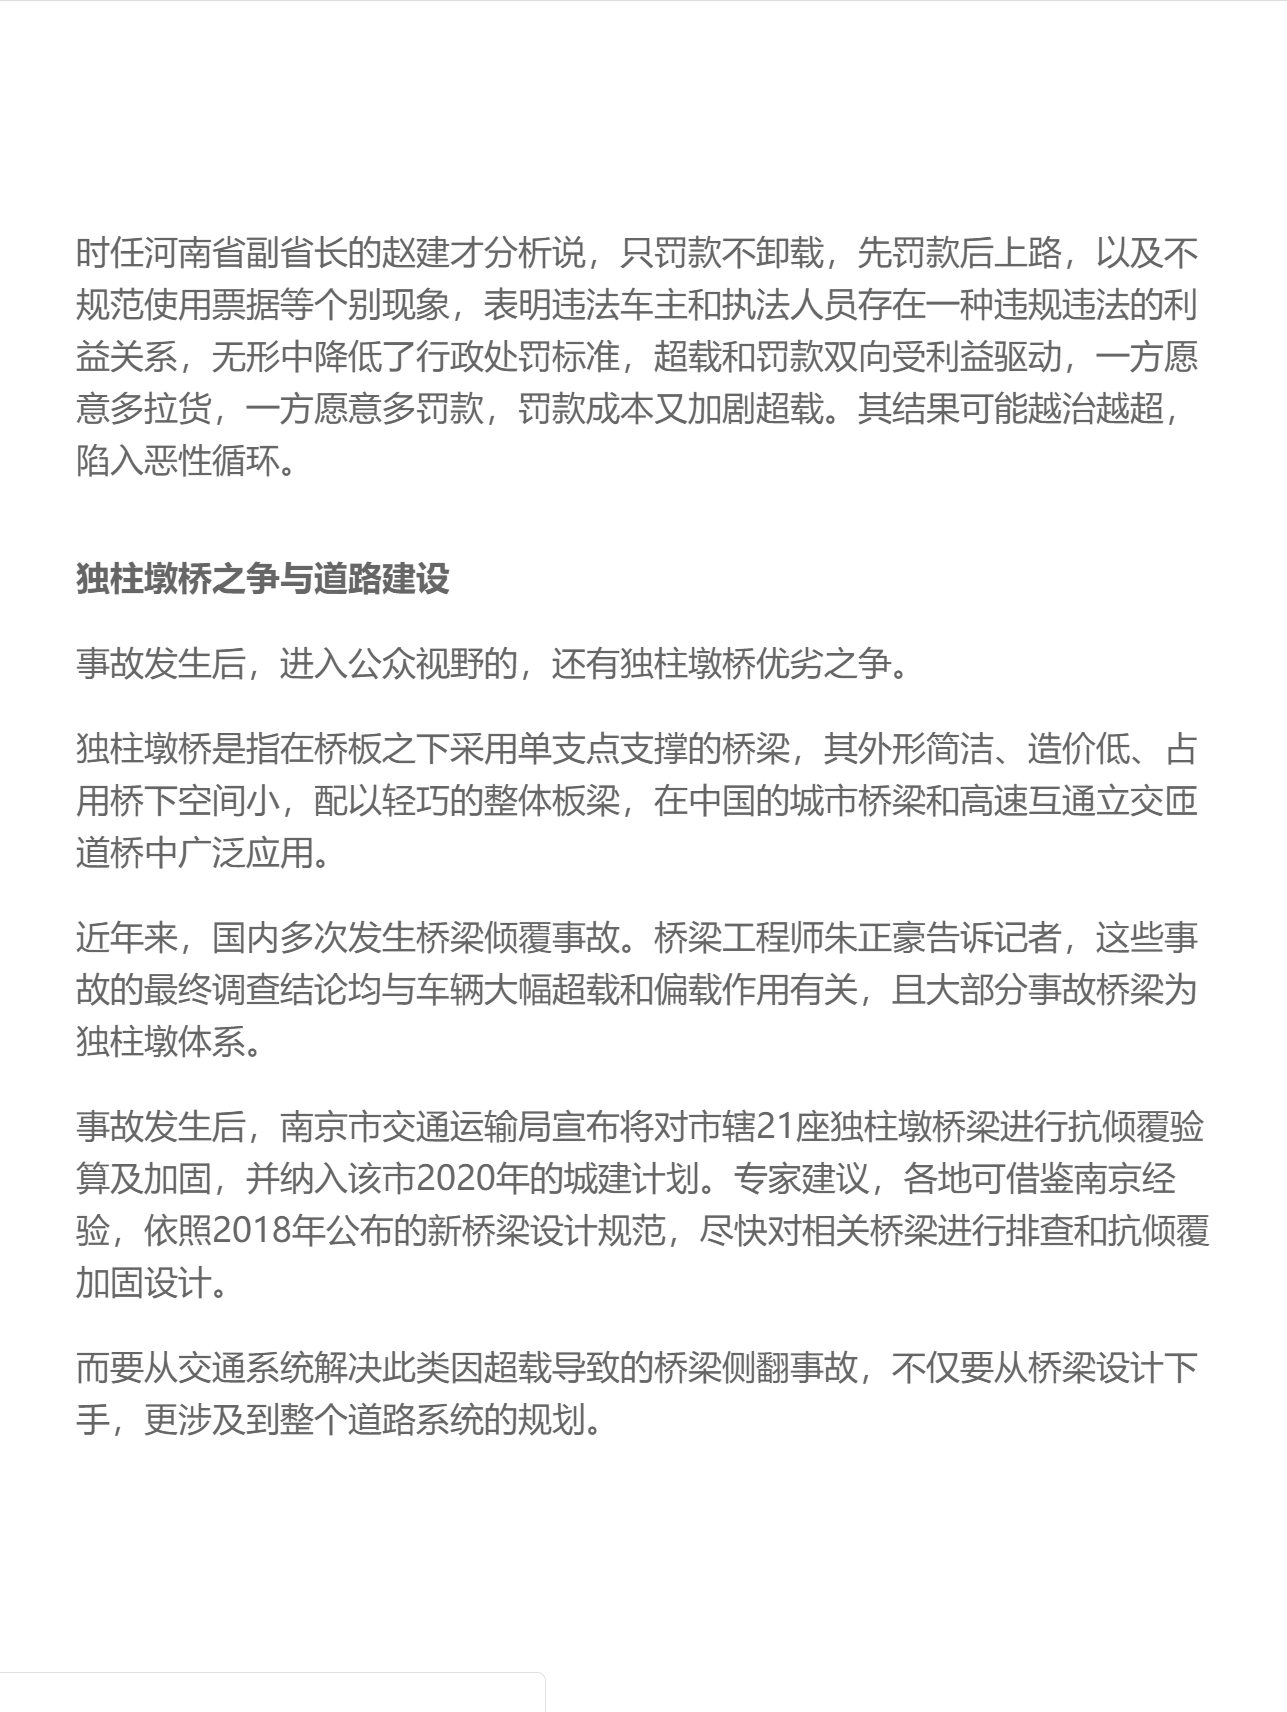 时任河南省副省长的赵建才分析说，只罚款不卸载，先罚款后上路，以及不
规范使用票据等个别现象，表明违法车主和执法人员存在一种违规违法的利
益关系，无形中降低了行政处罚标准，超载和罚款双向受利益驱动，一方愿
意多拉货，一方愿意多罚款，罚款成本又加剧超载。其结果可能越治越超，
陷入恶性循环。
独柱墩桥之争与道路建设
事故发生后，进入公众视野的，还有独柱墩桥优劣之争。
独柱墩桥是指在桥板之下采用单支点支撑的桥梁，其外形简洁、造价低、占
用桥下空间小，配以轻巧的整体板梁，在中国的城市桥梁和高速互通立交匝
道桥中广泛应用。
近年来，国内多次发生桥梁倾覆事故。桥梁工程师朱正豪告诉记者，这些事
故的最终调查结论均与车辆大幅超载和偏载作用有关，且大部分事故桥梁为
独柱墩体系。
事故发生后，南京市交通运输局宣布将对市辖21座独柱墩桥梁进行抗倾覆验
算及加固，并纳入该市2020年的城建计划。专家建议，各地可借鉴南京经
验，依照2018年公布的新桥梁设计规范，尽快对相关桥梁进行排查和抗倾覆
加固设计。
而要从交通系统解决此类因超载导致的桥梁侧翻事故，不仅要从桥梁设计下
手，更涉及到整个道路系统的规划。